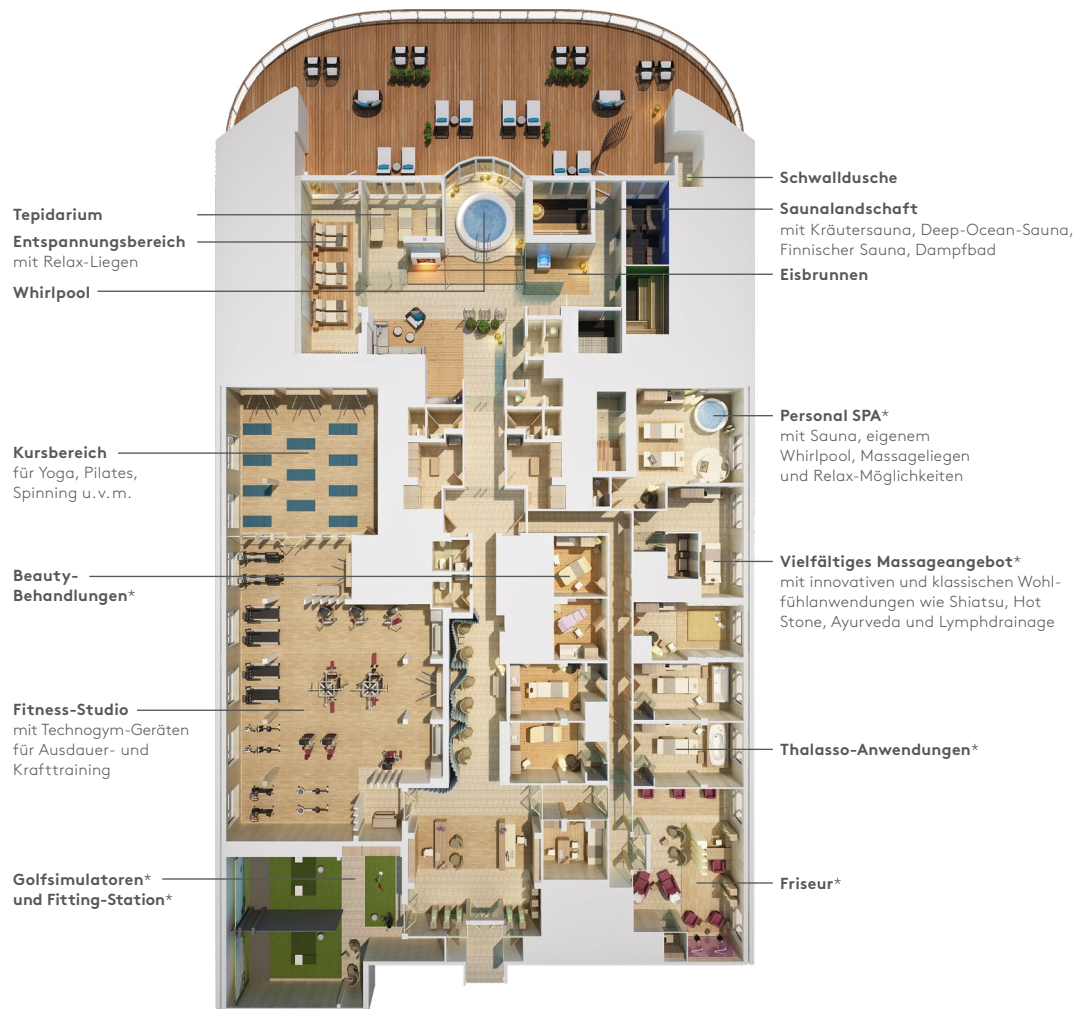 Tepidarium
Entspannungsbereich
mit Relax-Liegen
Whirlpool
Kursbereich
für Yoga, Pilates,
Spinning u.v.m.
Beauty-
Behandlungen*
Fitness-Studio
mit Technogym-Geräten
für Ausdauer- und
Krafttraining
Golfsimulatoren*
und Fitting-Station*
Schwalldusche
Saunalandschaft
mit Kräutersauna, Deep-Ocean-Sauna,
Finnischer Sauna, Dampfbad
Eisbrunnen
Personal SPA*
mit Sauna, eigenem
Whirlpool, Massageliegen
und Relax-Möglichkeiten
Vielfältiges Massageangebot*
mit innovativen und klassischen Wohl-
fühlanwendungen wie Shiatsu, Hot
Stone, Ayurveda und Lymphdrainage
Thalasso-Anwendungen*
Friseur*